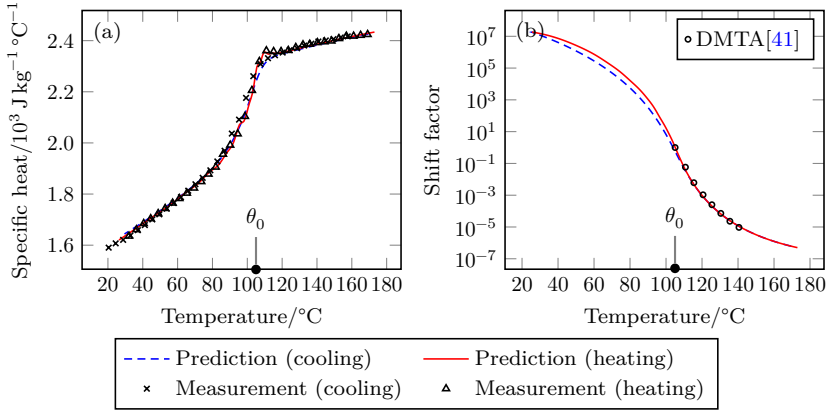 (a)
2.4
2.2
2.0
1.8
1.6
Specific heat/10³ J kg⁻¹ °C⁻¹
θ₀
20 40 60 80 100 120 140 160 180
Temperature/°C
(b)
DMTA[41]
10⁷
10⁵
10³
10¹
10⁻¹
10⁻³
10⁻⁵
10⁻⁷
Shift factor
θ₀
20 40 60 80 100 120 140 160 180
Temperature/°C
Prediction (cooling) Prediction (heating)
Measurement (cooling) Measurement (heating)